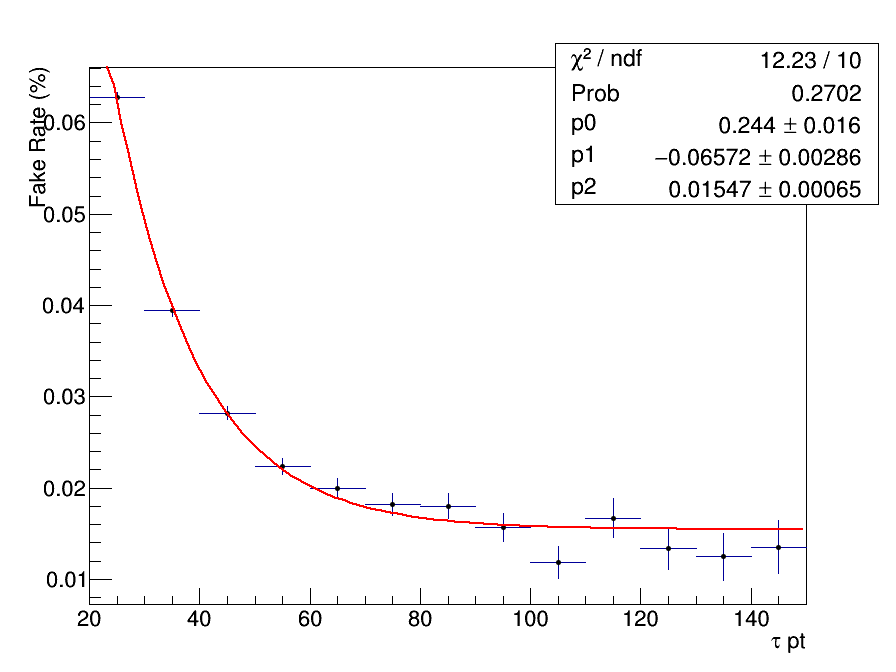 χ² / ndf 12.23 / 10
Prob 0.2702
p0 0.244 ± 0.016
p1 −0.06572 ± 0.00286
p2 0.01547 ± 0.00065
Fake Rate (%)
0.06
0.05
0.04
0.03
0.02
0.01
20 40 60 80 100 120 140
τ pt